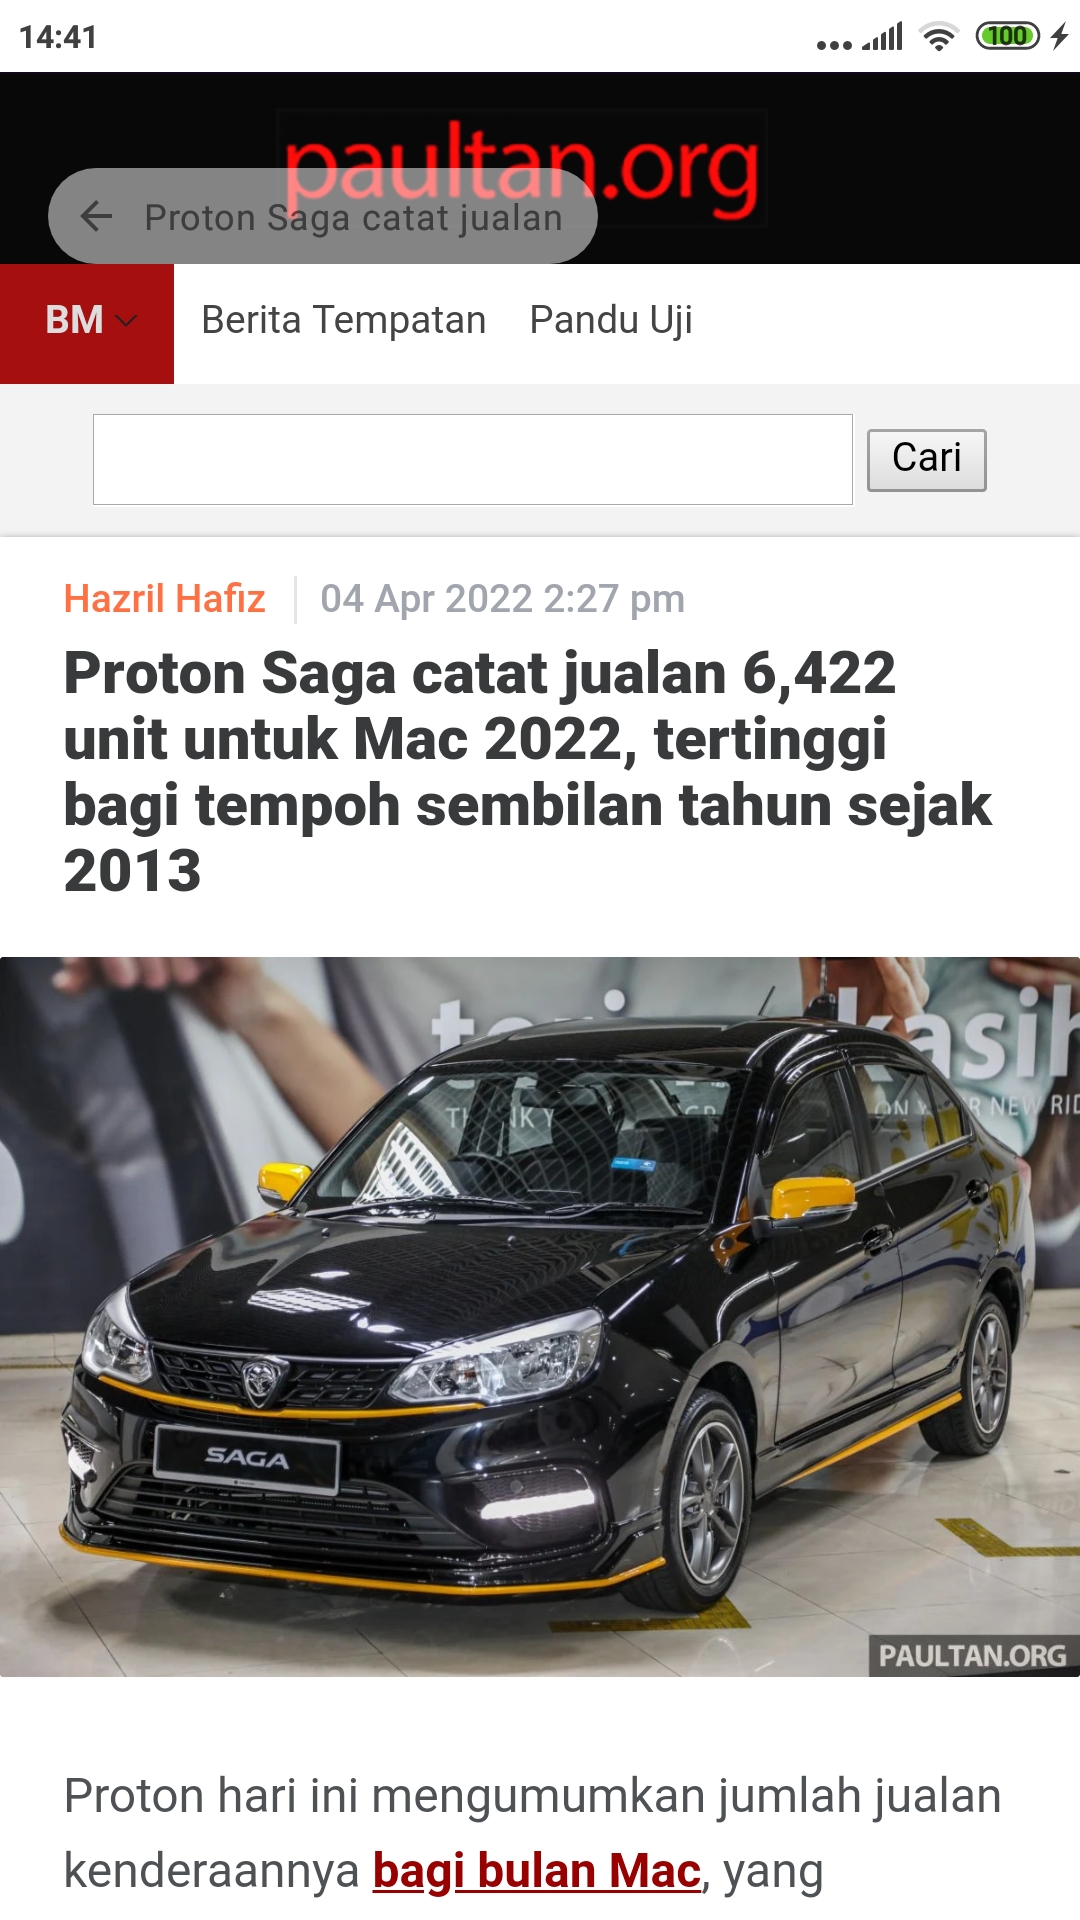 14:41
100
paultan.org
Proton Saga catat jualan
BM
Berita Tempatan
Pandu Uji
Cari
Hazril Hafiz
04 Apr 2022 2:27 pm
Proton Saga catat jualan 6,422
unit untuk Mac 2022, tertinggi
bagi tempoh sembilan tahun sejak
2013
SAGA
PAULTAN.ORG
Proton hari ini mengumumkan jumlah jualan
kenderaannya bagi bulan Mac, yang